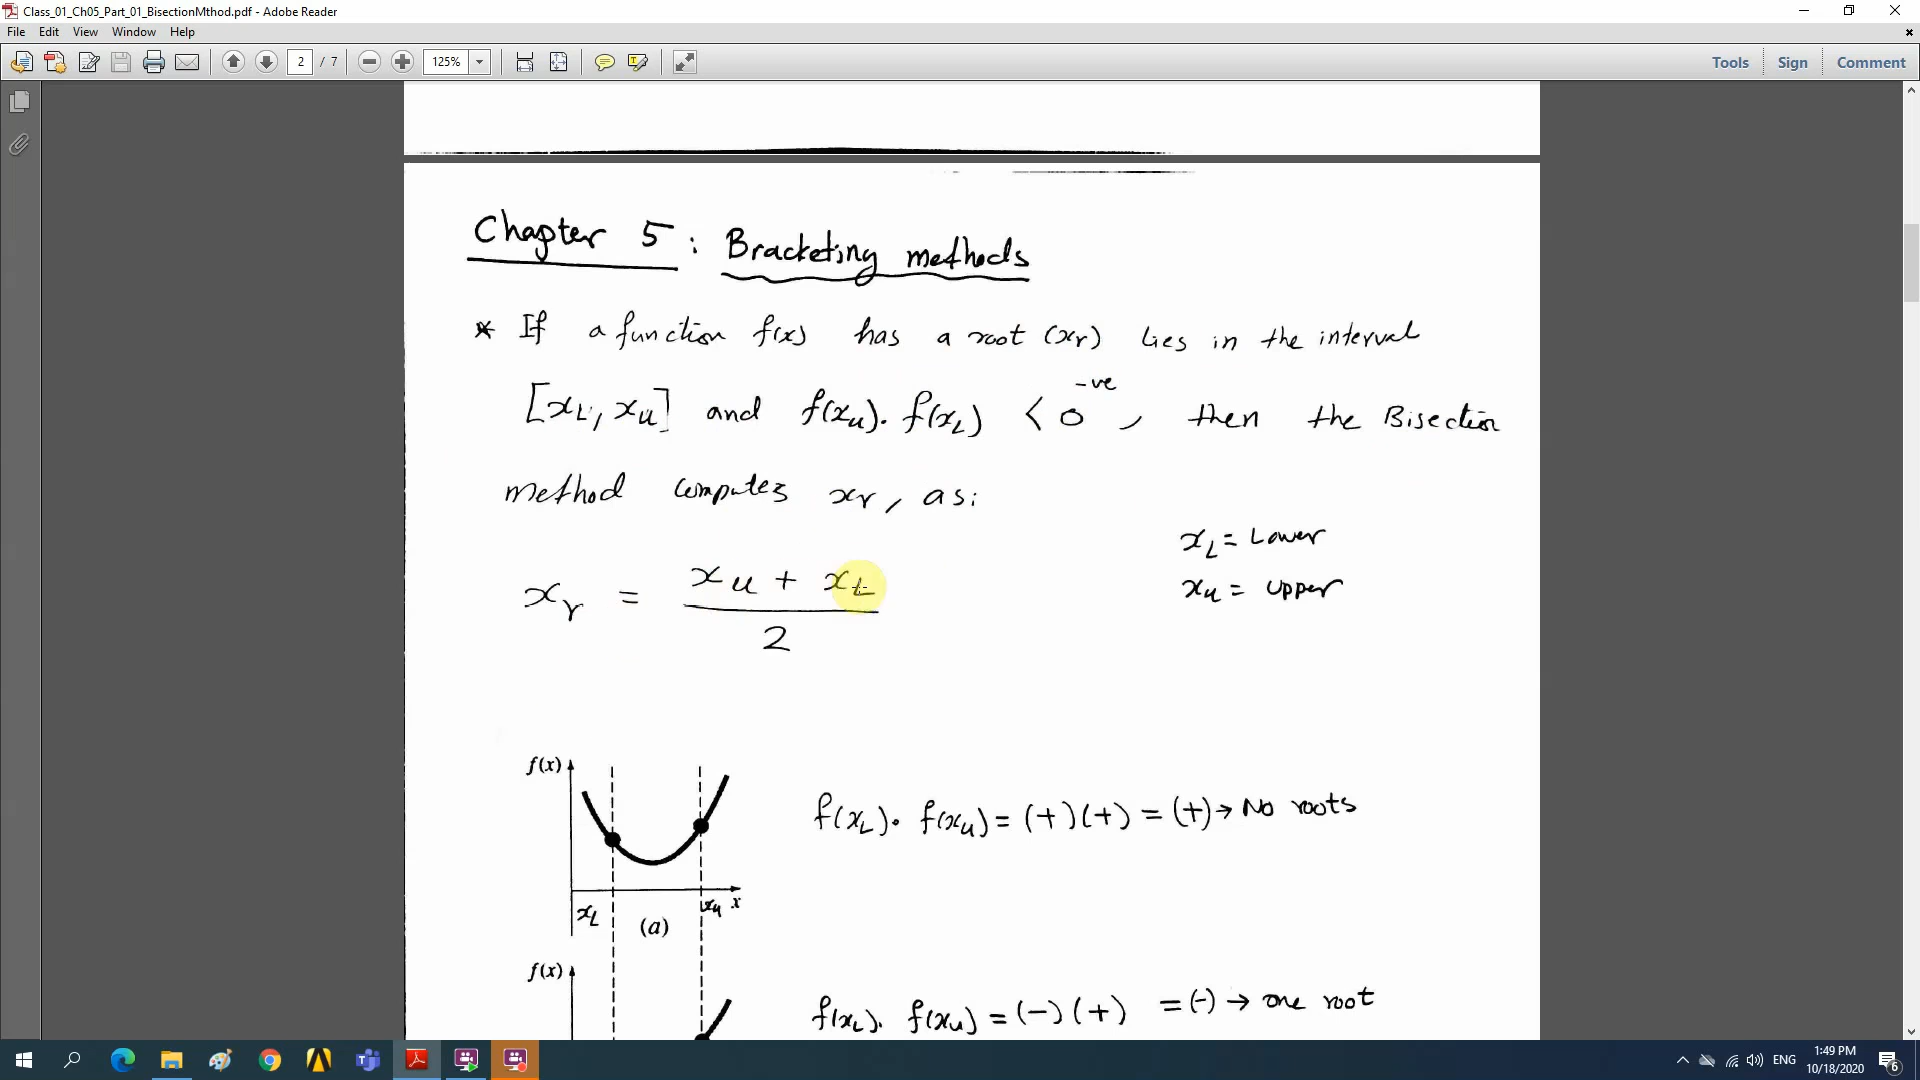 Class_01_Ch05_Part_01_BisectionMthod.pdf - Adobe Reader
File Edit View Window Help
2 / 7 125% Tools Sign Comment
Chapter 5 : Bracketing methods
* If a function f(x) has a root (xr) lies in the interval
[xL, xu] and f(xu). f(xL) < 0 -ve, then the Bisection
method computes xr, as:
xL = Lower
xu = upper
xr = xu + xL / 2
f(x)
f(xL). f(xu) = (+)(+) = (+) → No roots
xL xu x
(a)
f(x)
f(xL). f(xu) = (-)(+) = (-) → one root
ENG 1:49 PM
10/18/2020 6